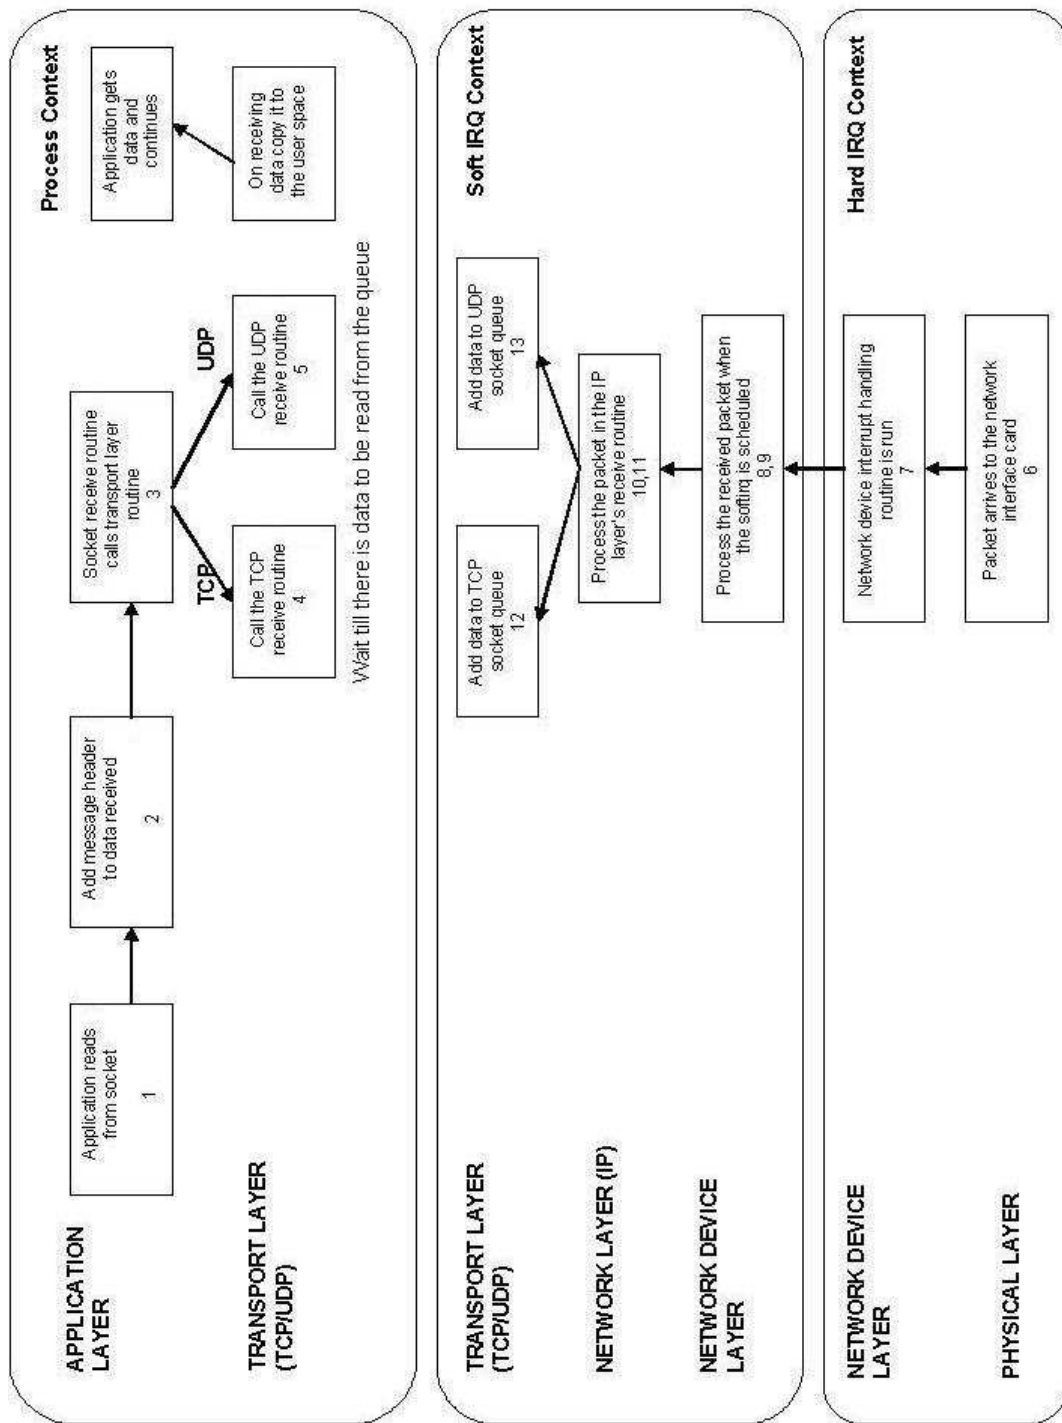 APPLICATION
LAYER
Application reads
from socket
1
Add message header
to data received
2
Socket receive routine
calls transport layer
routine
3
Process Context
Application gets
data and
continues
TRANSPORT LAYER
(TCP/UDP)
TCP
UDP
Call the TCP
receive routine
4
Call the UDP
receive routine
5
On receiving
data copy it to
the user space
Wait till there is data to be read from the queue
Soft IRQ Context
TRANSPORT LAYER
(TCP/UDP)
Add data to TCP
socket queue
12
Add data to UDP
socket queue
13
NETWORK LAYER (IP)
Process the packet in the IP
layer's receive routine
10,11
NETWORK DEVICE
LAYER
Process the received packet when
the softirq is scheduled
8,9
Hard IRQ Context
NETWORK DEVICE
LAYER
Network device interrupt handling
routine is run
7
PHYSICAL LAYER
Packet arrives to the network
interface card
6